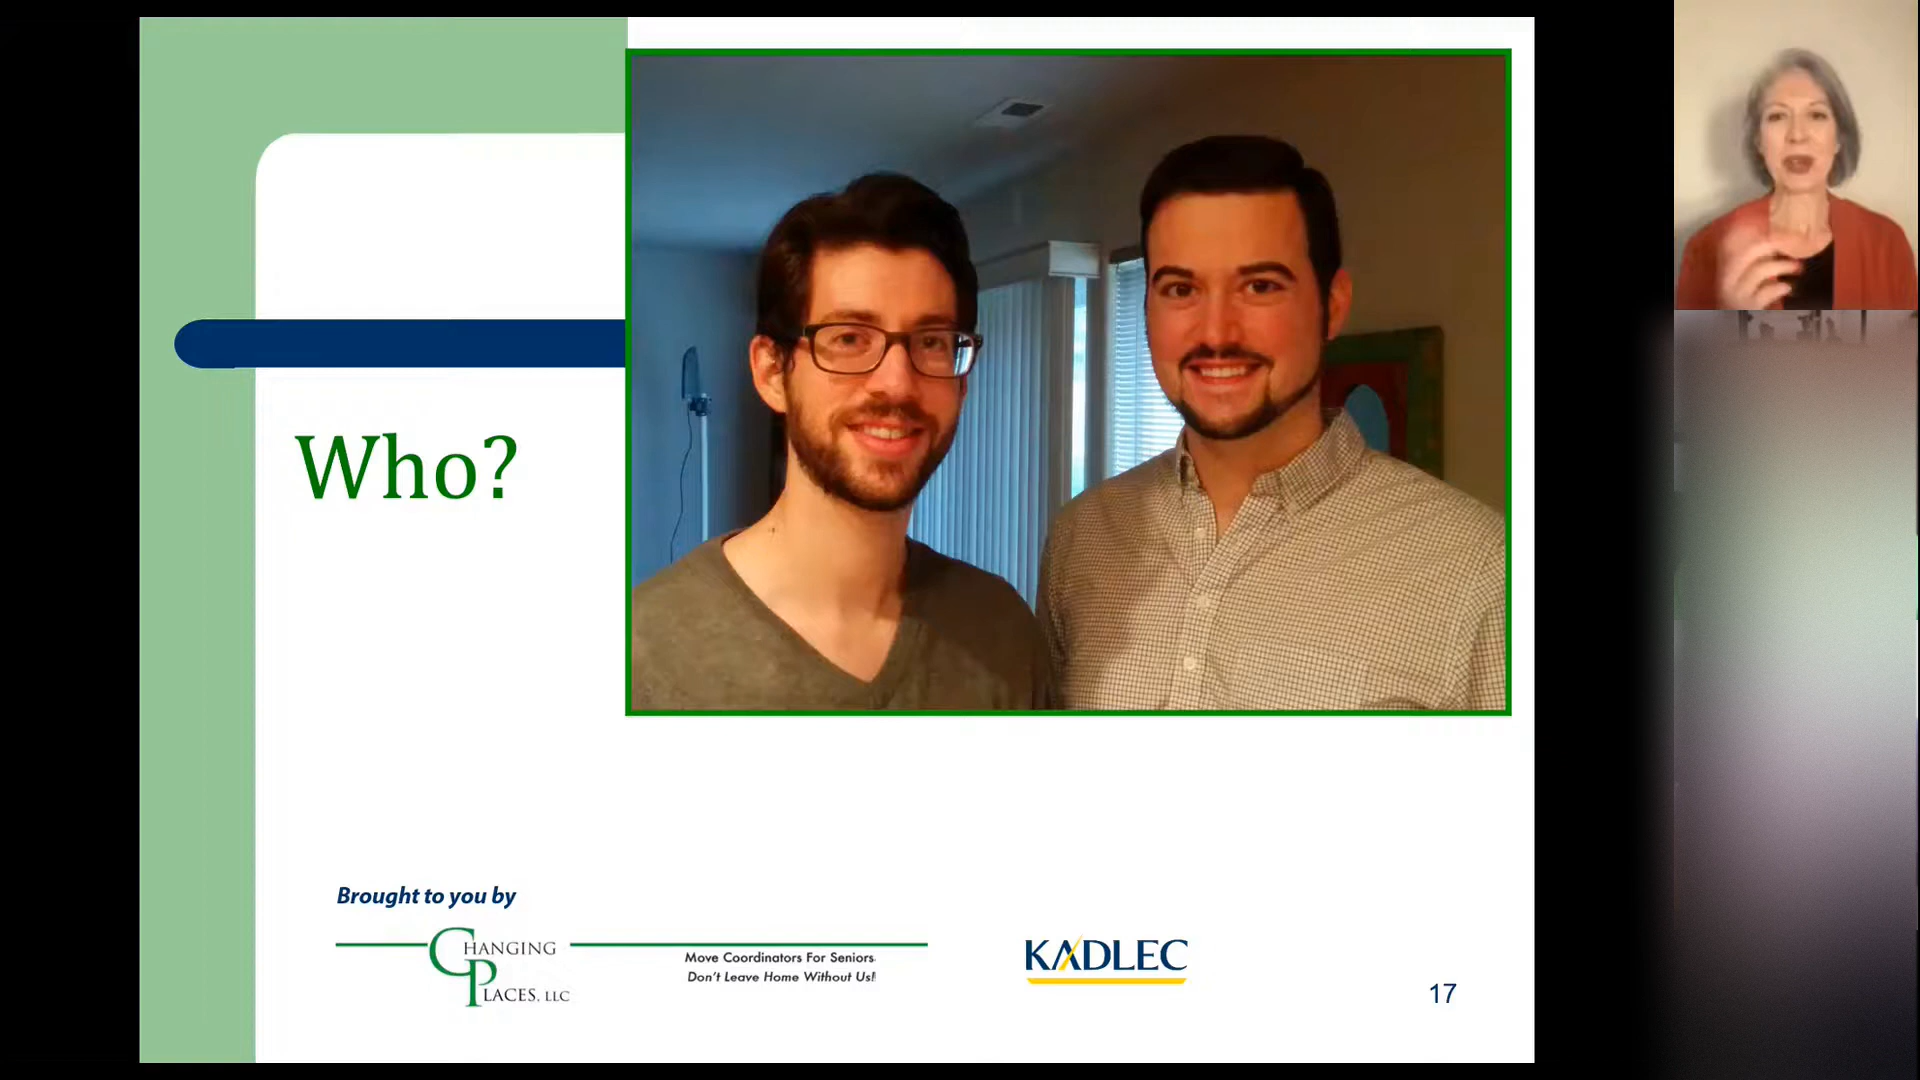 Who?
Brought to you by
CHANGING
PLACES, LLC
Move Coordinators For Seniors
Don't Leave Home Without Us!
KADLEC
17